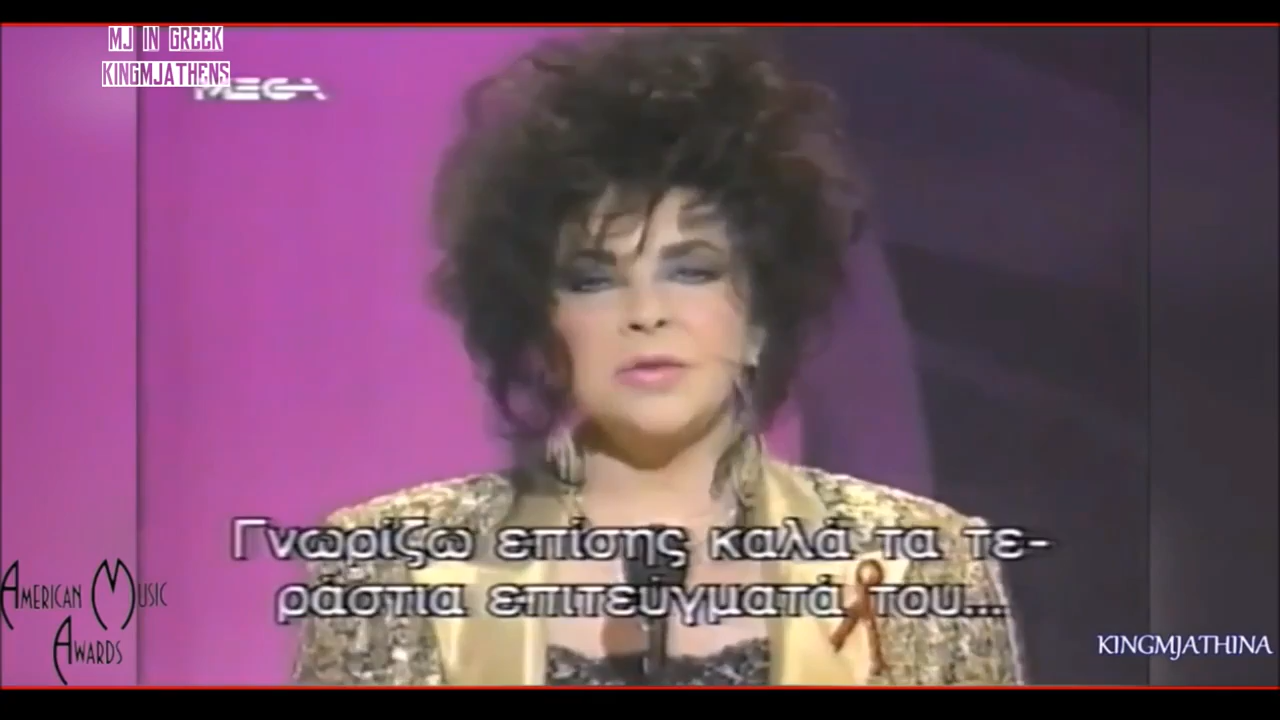 MJ IN GREEK
KINGMJATHENS
MEGA
Γνωρίζω επίσης καλά τα τε-
ράστια επιτεύγματά του...
AMERICAN MUSIC
AWARDS
KINGMJATHINA